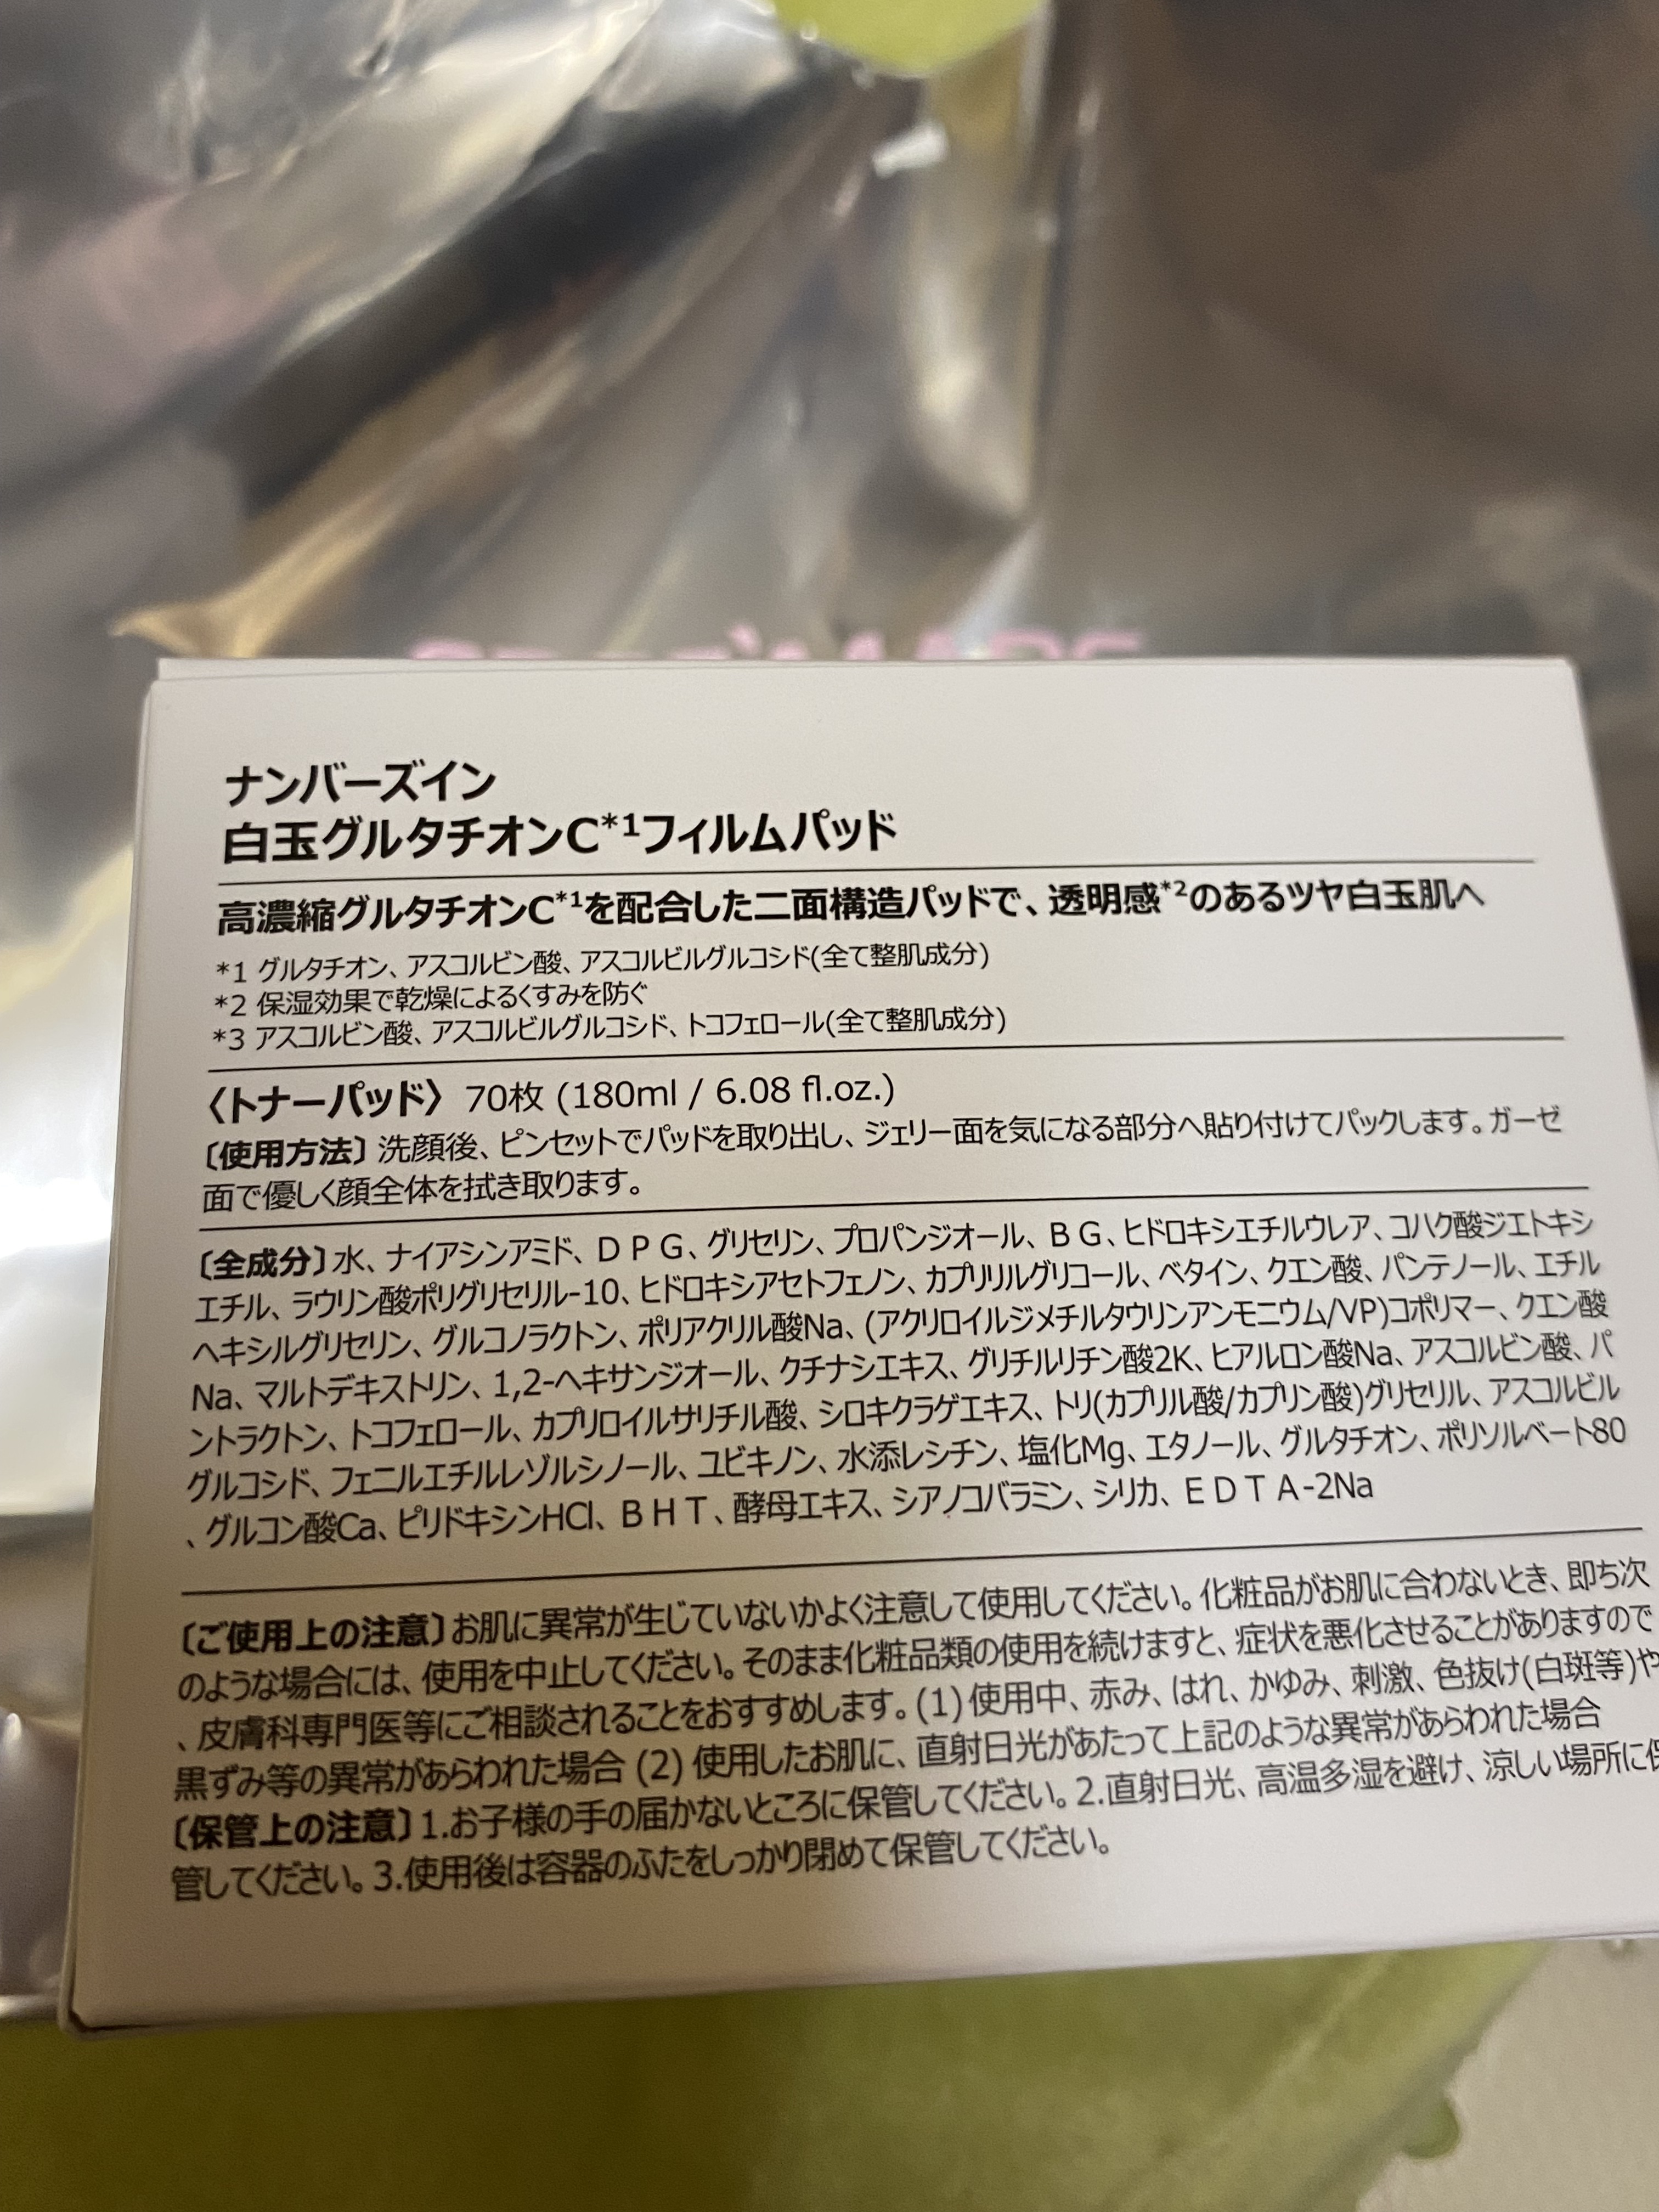 ナンバーズイン
白玉グルタチオンC*1フィルムパッド
高濃縮グルタチオンC*1を配合した二面構造パッドで、透明感*2のあるツヤ白玉肌へ
*1 グルタチオン、アスコルビン酸、アスコルビルグルコシド(全て整肌成分)
*2 保湿効果で乾燥によるくすみを防ぐ
*3 アスコルビン酸、アスコルビルグルコシド、トコフェロール(全て整肌成分)
〈トナーパッド〉 70枚 (180ml / 6.08 fl.oz.)
〔使用方法〕洗顔後、ピンセットでパッドを取り出し、ジェリー面を気になる部分へ貼り付けてパックします。ガーゼ
面で優しく顔全体を拭き取ります。
〔全成分〕水、ナイアシンアミド、ＤＰＧ、グリセリン、プロパンジオール、ＢＧ、ヒドロキシエチルウレア、コハク酸ジエトキシ
エチル、ラウリン酸ポリグリセリル-10、ヒドロキシアセトフェノン、カプリリルグリコール、ベタイン、クエン酸、パンテノール、エチル
ヘキシルグリセリン、グルコノラクトン、ポリアクリル酸Na、(アクリロイルジメチルタウリンアンモニウム/VP)コポリマー、クエン酸
Na、マルトデキストリン、1,2-ヘキサンジオール、クチナシエキス、グリチルリチン酸2K、ヒアルロン酸Na、アスコルビン酸、パ
ントラクトン、トコフェロール、カプリロイルサリチル酸、シロキクラゲエキス、トリ(カプリル酸/カプリン酸)グリセリル、アスコルビル
グルコシド、フェニルエチルレゾルシノール、ユビキノン、水添レシチン、塩化Mg、エタノール、グルタチオン、ポリソルベート80
、グルコン酸Ca、ピリドキシンHCl、ＢＨＴ、酵母エキス、シアノコバラミン、シリカ、ＥＤＴＡ-2Na
〔ご使用上の注意〕お肌に異常が生じていないかよく注意して使用してください。化粧品がお肌に合わないとき、即ち次
のような場合には、使用を中止してください。そのまま化粧品類の使用を続けますと、症状を悪化させることがありますので
、皮膚科専門医等にご相談されることをおすすめします。(1) 使用中、赤み、はれ、かゆみ、刺激、色抜け(白斑等)や
黒ずみ等の異常があらわれた場合 (2) 使用したお肌に、直射日光があたって上記のような異常があらわれた場合
〔保管上の注意〕1.お子様の手の届かないところに保管してください。2.直射日光、高温多湿を避け、涼しい場所に保
管してください。3.使用後は容器のふたをしっかり閉めて保管してください。